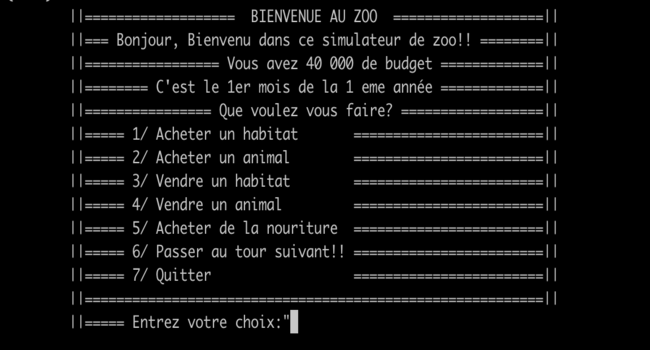 ||===================  BIENVENUE AU ZOO  ===================||
||=== Bonjour, Bienvenu dans ce simulateur de zoo!! ========||
||================= Vous avez 40 000 de budget =============||
||======== C'est le 1er mois de la 1 eme année =============||
||================ Que voulez vous faire? ==================||
||===== 1/ Acheter un habitat       ========================||
||===== 2/ Acheter un animal        ========================||
||===== 3/ Vendre un habitat        ========================||
||===== 4/ Vendre un animal         ========================||
||===== 5/ Acheter de la nouriture  ========================||
||===== 6/ Passer au tour suivant!! ========================||
||===== 7/ Quitter                  ========================||
||==========================================================||
||===== Entrez votre choix:"